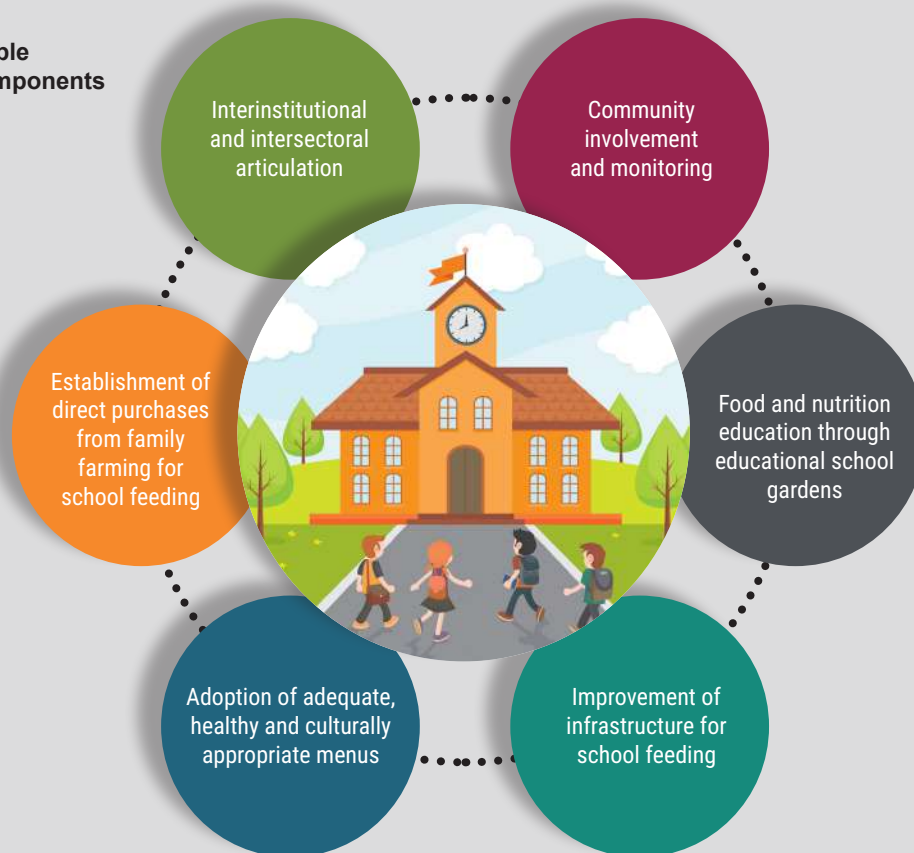 Interinstitutional
and intersectoral
articulation
Community
involvement
and monitoring
Establishment of
direct purchases
from family
farming for
school feeding
Food and nutrition
education through
educational school
gardens
Adoption of adequate,
healthy and culturally
appropriate menus
Improvement of
infrastructure for
school feeding